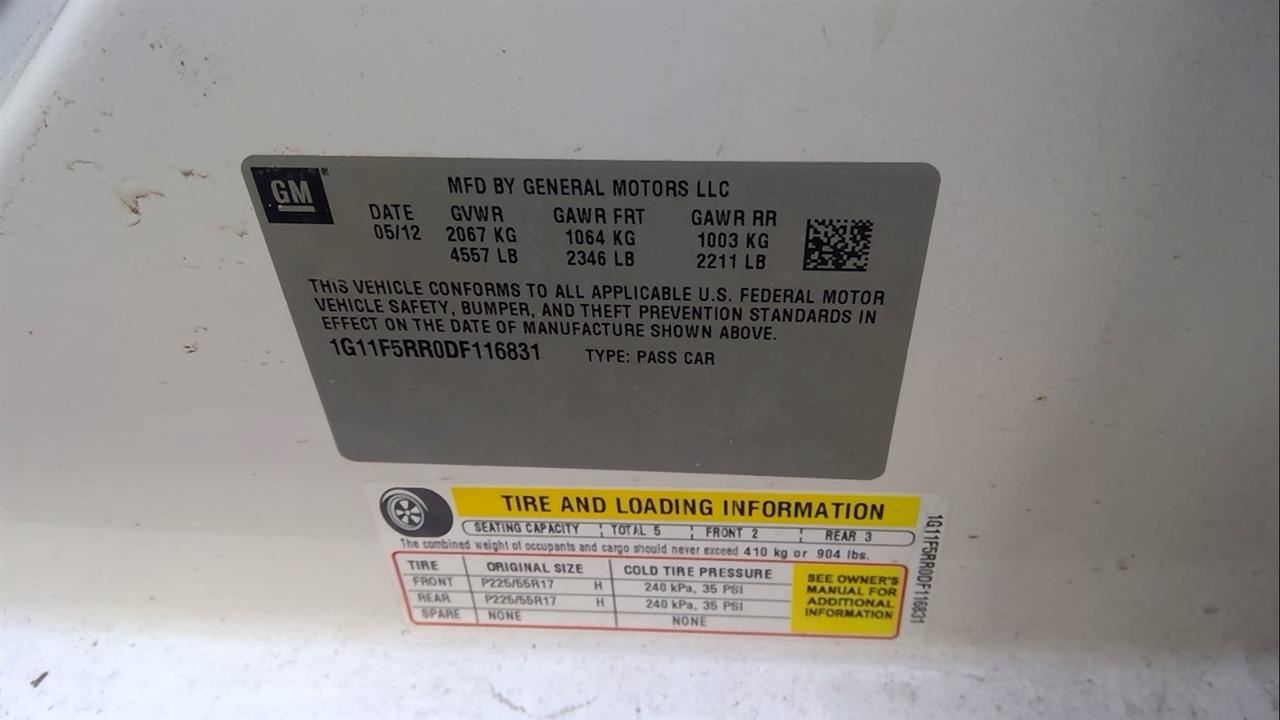 GM
MFD BY GENERAL MOTORS LLC
DATE GVWR GAWR FRT GAWR RR
05/12 2067 KG 1064 KG 1003 KG
4557 LB 2346 LB 2211 LB
THIS VEHICLE CONFORMS TO ALL APPLICABLE U.S. FEDERAL MOTOR
VEHICLE SAFETY, BUMPER, AND THEFT PREVENTION STANDARDS IN
EFFECT ON THE DATE OF MANUFACTURE SHOWN ABOVE.
1G11F5RR0DF116831 TYPE: PASS CAR
TIRE AND LOADING INFORMATION
SEATING CAPACITY TOTAL 5 FRONT 2 REAR 3
The combined weight of occupants and cargo should never exceed 410 kg or 904 lbs.
TIRE ORIGINAL SIZE COLD TIRE PRESSURE
FRONT P225/55R17 H 240 kPa, 35 PSI
REAR P225/55R17 H 240 kPa, 35 PSI
SPARE NONE NONE
SEE OWNER'S
MANUAL FOR
ADDITIONAL
INFORMATION
1G11F5RR0DF116831